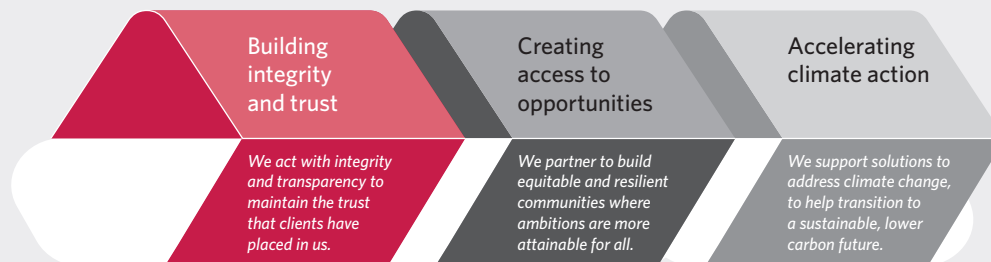 Building
integrity
and trust
We act with integrity
and transparency to
maintain the trust
that clients have
placed in us.
Creating
access to
opportunities
We partner to build
equitable and resilient
communities where
ambitions are more
attainable for all.
Accelerating
climate action
We support solutions to
address climate change,
to help transition to
a sustainable, lower
carbon future.